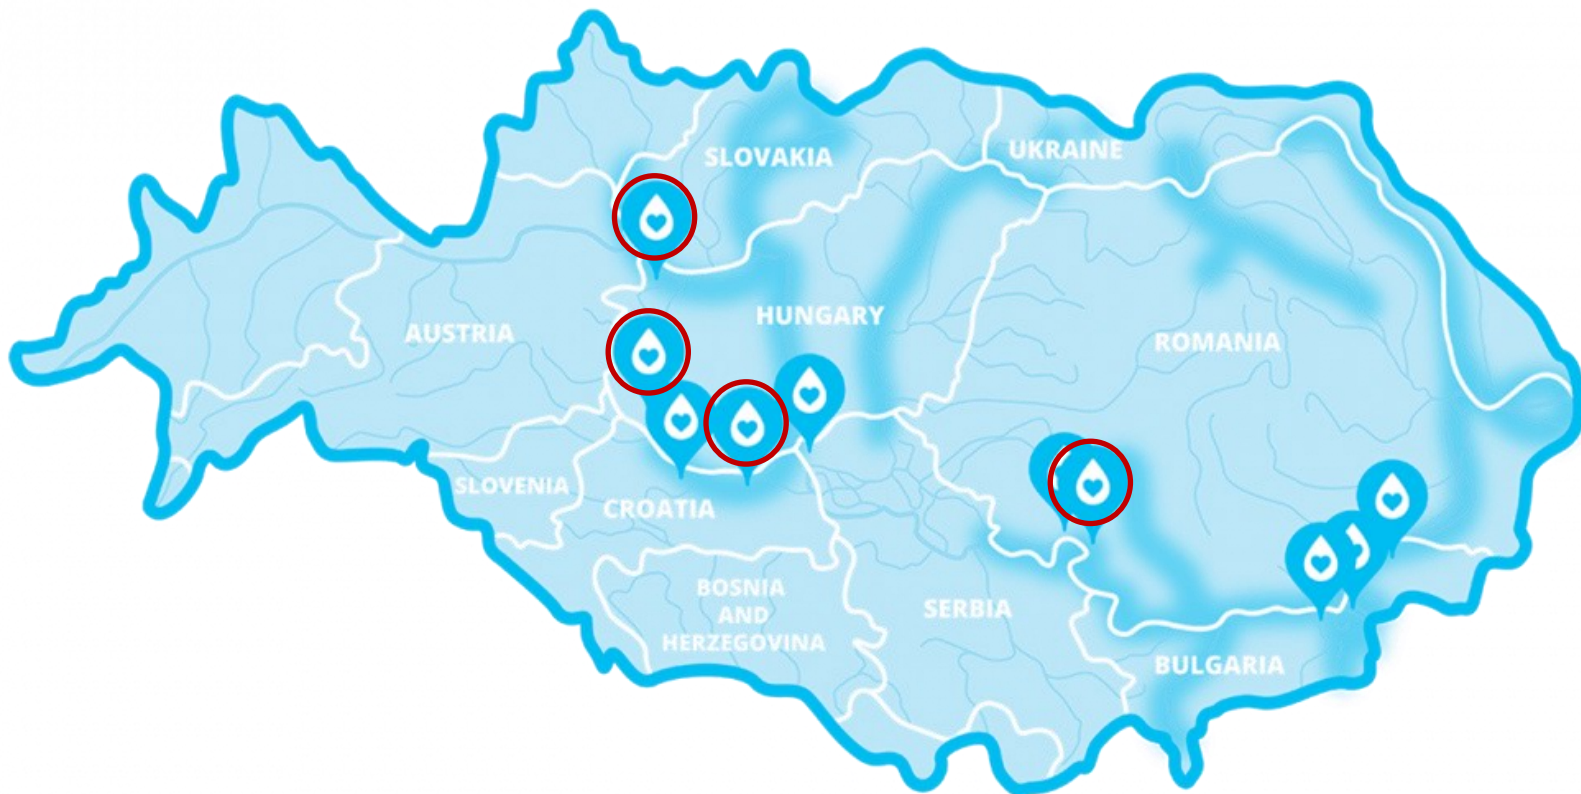 SLOVAKIA
UKRAINE
HUNGARY
AUSTRIA
ROMANIA
SLOVENIA
CROATIA
BOSNIA
AND
HERZEGOVINA
SERBIA
BULGARIA